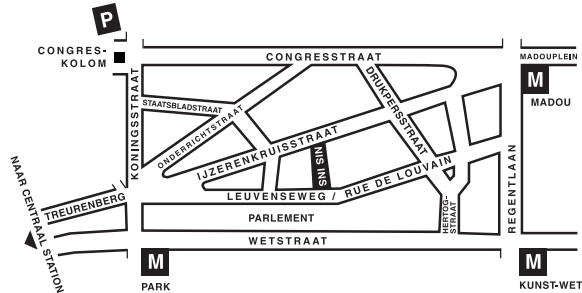 P
CONGRES-
KOLOM
CONGRESSTRAAT
MADOUPLEIN
M
MADOU
KONINGSSTRAAT
STAATSBLADSTRAAT
ONDERRICHTSTRAAT
DRUKPERSSTRAAT
IJZERENKRUISSTRAAT
INS NIS
LEUVENSEWEG / RUE DE LOUVAIN
REGENTLAAN
TREURENBERG
NAAR CENTRAAL STATION
PARLEMENT
HERTOG-
STRAAT
WETSTRAAT
M
PARK
M
KUNST-WET